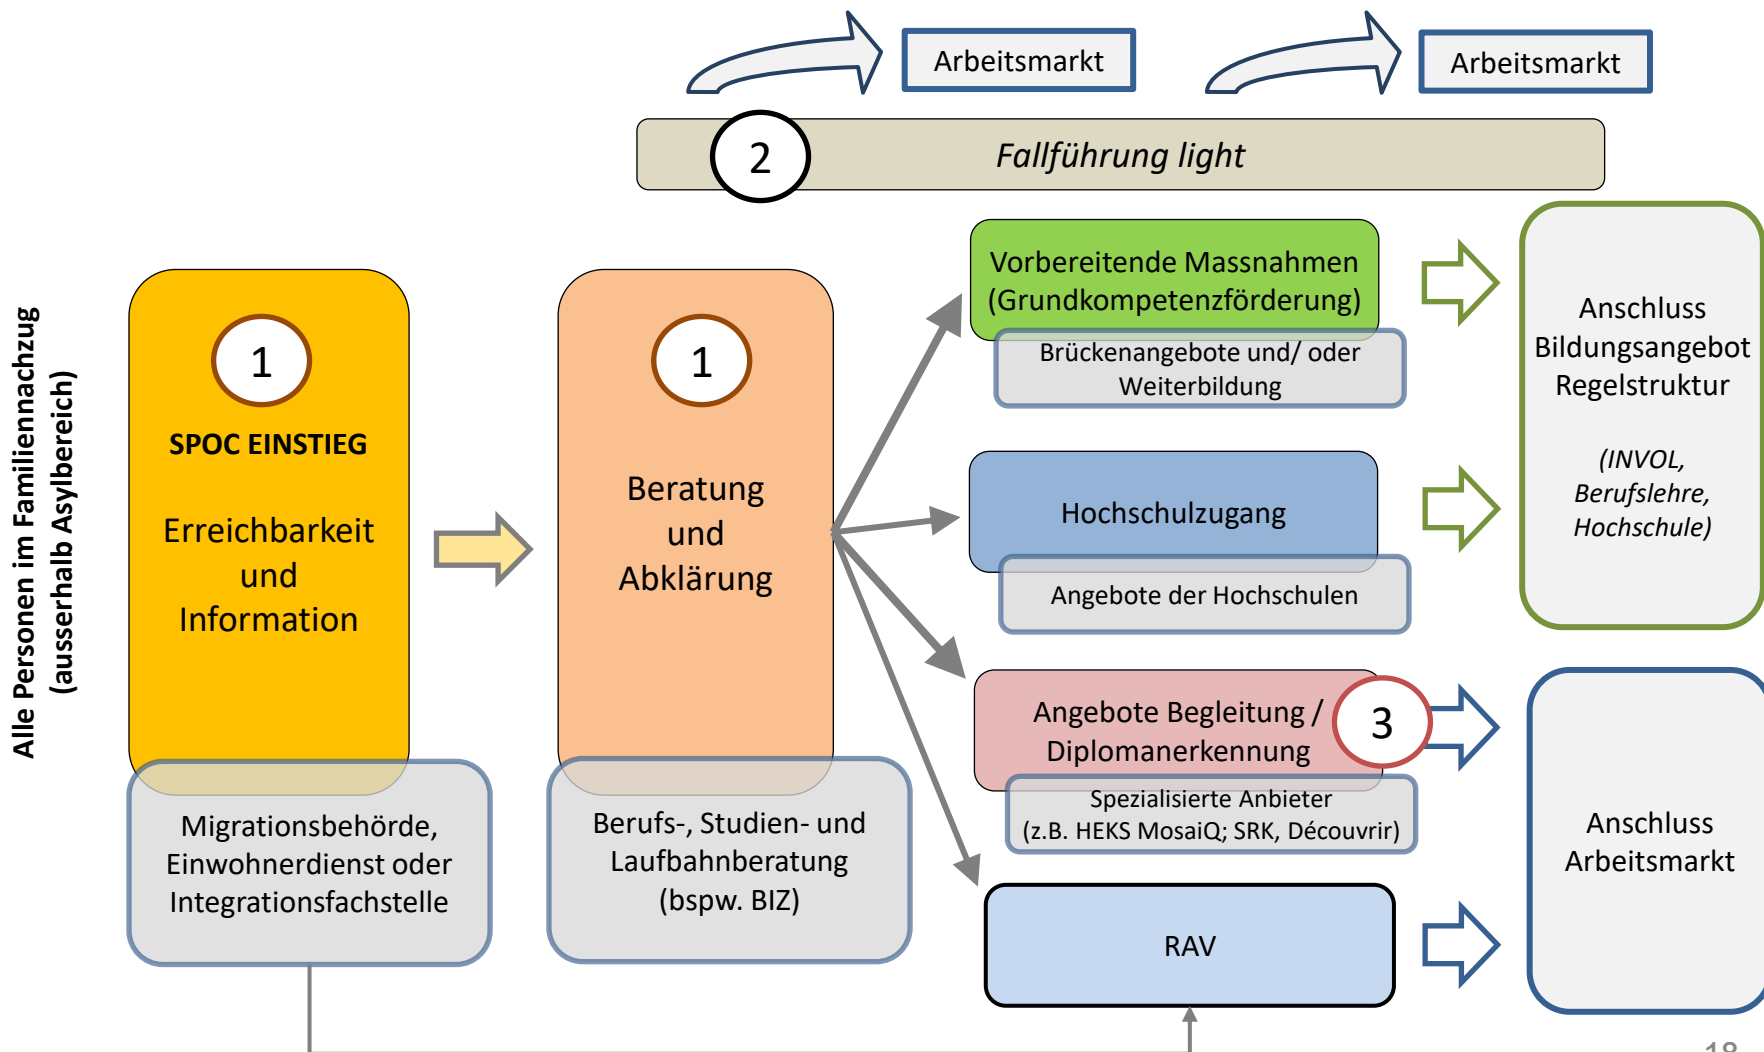 Arbeitsmarkt
Arbeitsmarkt
2
Fallführung light
Alle Personen im Familiennachzug
(ausserhalb Asylbereich)
1
SPOC EINSTIEG
Erreichbarkeit
und
Information
Migrationsbehörde,
Einwohnerdienst oder
Integrationsfachstelle
1
Beratung
und
Abklärung
Berufs-, Studien- und
Laufbahnberatung
(bspw. BIZ)
Vorbereitende Massnahmen
(Grundkompetenzförderung)
Brückenangebote und/ oder
Weiterbildung
Hochschulzugang
Angebote der Hochschulen
Angebote Begleitung /
Diplomanerkennung
3
Spezialisierte Anbieter
(z.B. HEKS MosaiQ; SRK, Découvrir)
RAV
Anschluss
Bildungsangebot
Regelstruktur
(INVOL,
Berufslehre,
Hochschule)
Anschluss
Arbeitsmarkt
18